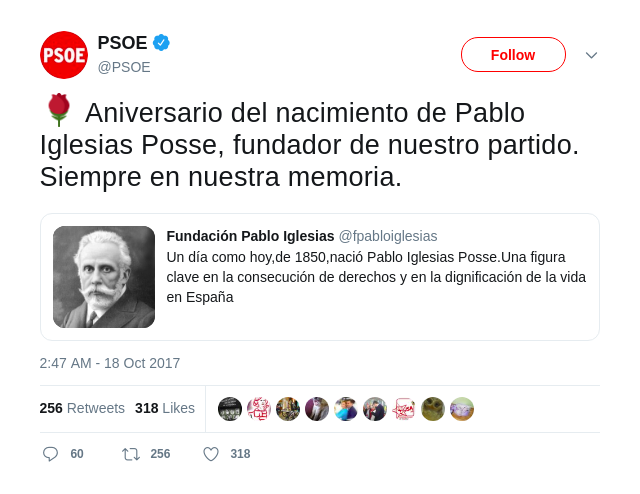 PSOE
PSOE
@PSOE
Follow
Aniversario del nacimiento de Pablo
Iglesias Posse, fundador de nuestro partido.
Siempre en nuestra memoria.
Fundación Pablo Iglesias @fpabloiglesias
Un día como hoy,de 1850,nació Pablo Iglesias Posse.Una figura
clave en la consecución de derechos y en la dignificación de la vida
en España
2:47 AM - 18 Oct 2017
256 Retweets 318 Likes
60 256 318